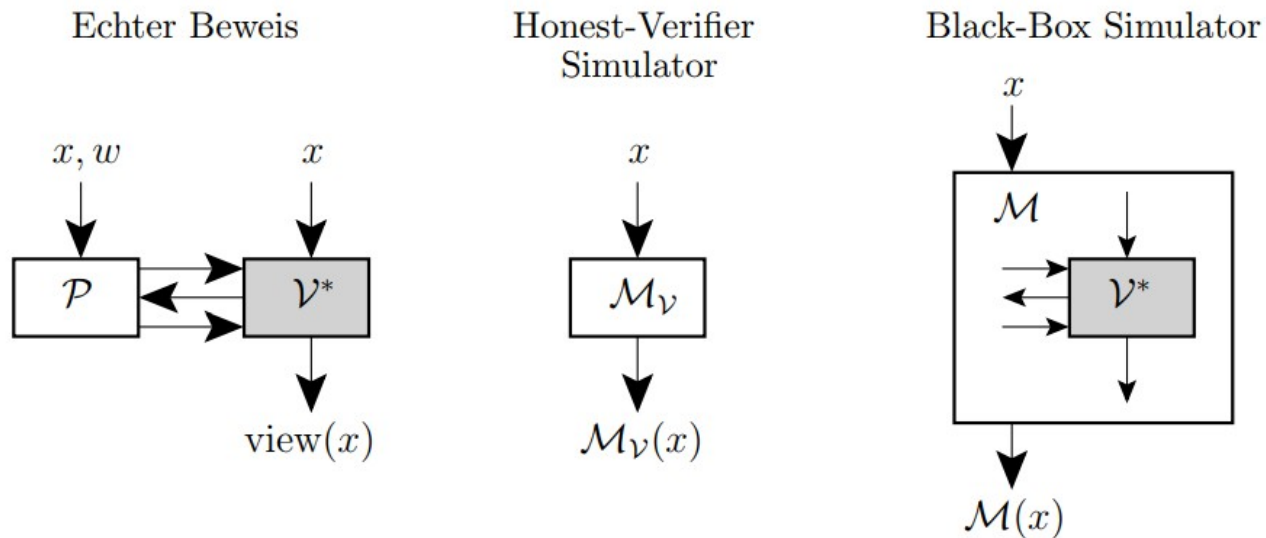 Echter Beweis
Honest-Verifier
Simulator
Black-Box Simulator
x, w
x
x
x
𝒫
𝒱*
ℳ_𝒱
ℳ
𝒱*
view(x)
ℳ_𝒱(x)
ℳ(x)